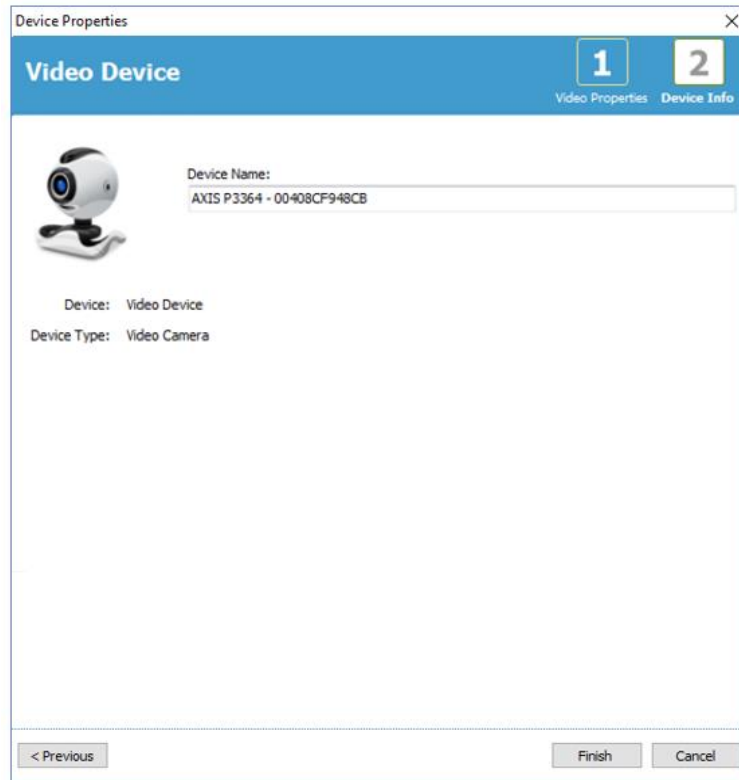 Device Properties
Video Device
1
Video Properties
2
Device Info
Device Name:
AXIS P3364 - 00408CF948CB
Device: Video Device
Device Type: Video Camera
< Previous
Finish
Cancel